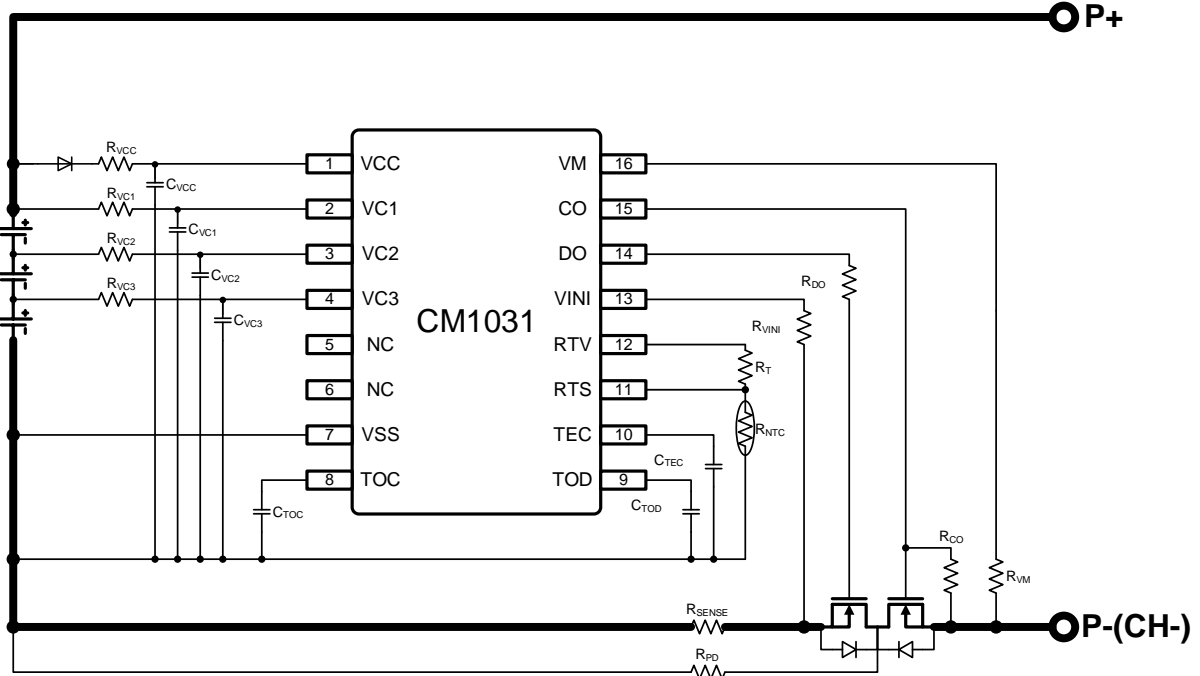 P+
RVCC
CVCC
RVC1
CVC1
RVC2
CVC2
RVC3
CVC3
1 VCC
2 VC1
3 VC2
4 VC3
5 NC
6 NC
7 VSS
8 TOC
CM1031
VM 16
CO 15
DO 14
VINI 13
RTV 12
RTS 11
TEC 10
TOD 9
CTOC
CTEC
CTOD
RT
RNTC
RVINI
RDO
RCO
RVM
RSENSE
P-(CH-)
RPD
+
+
+